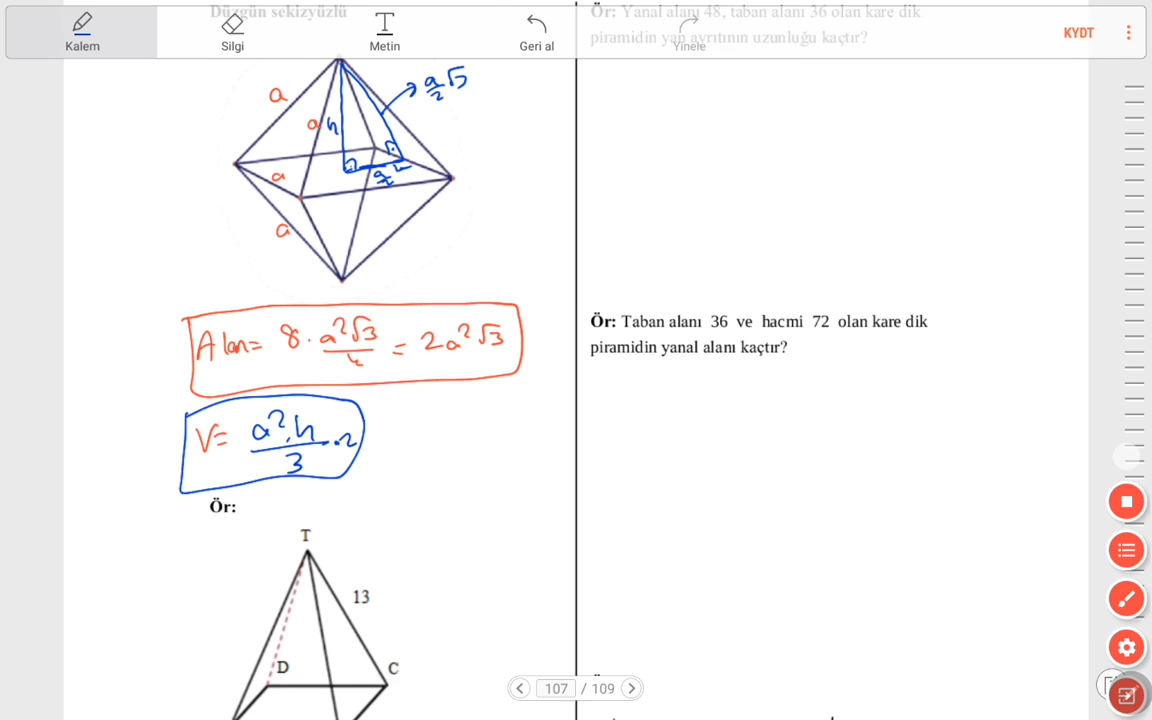 Düzgün sekizyüzlü
Kalem
Silgi
Metin
Geri al
Yinele
KYDT
a
a
h
a/2 √3
a
a/2
a
Alan= 8 · a²√3/4 = 2a²√3
V= a².h/3 .2
Ör:
T
13
D
C
Ör: Yanal alanı 48, taban alanı 36 olan kare dik
piramidin yan ayrıtının uzunluğu kaçtır?
Ör: Taban alanı 36 ve hacmi 72 olan kare dik
piramidin yanal alanı kaçtır?
107 / 109